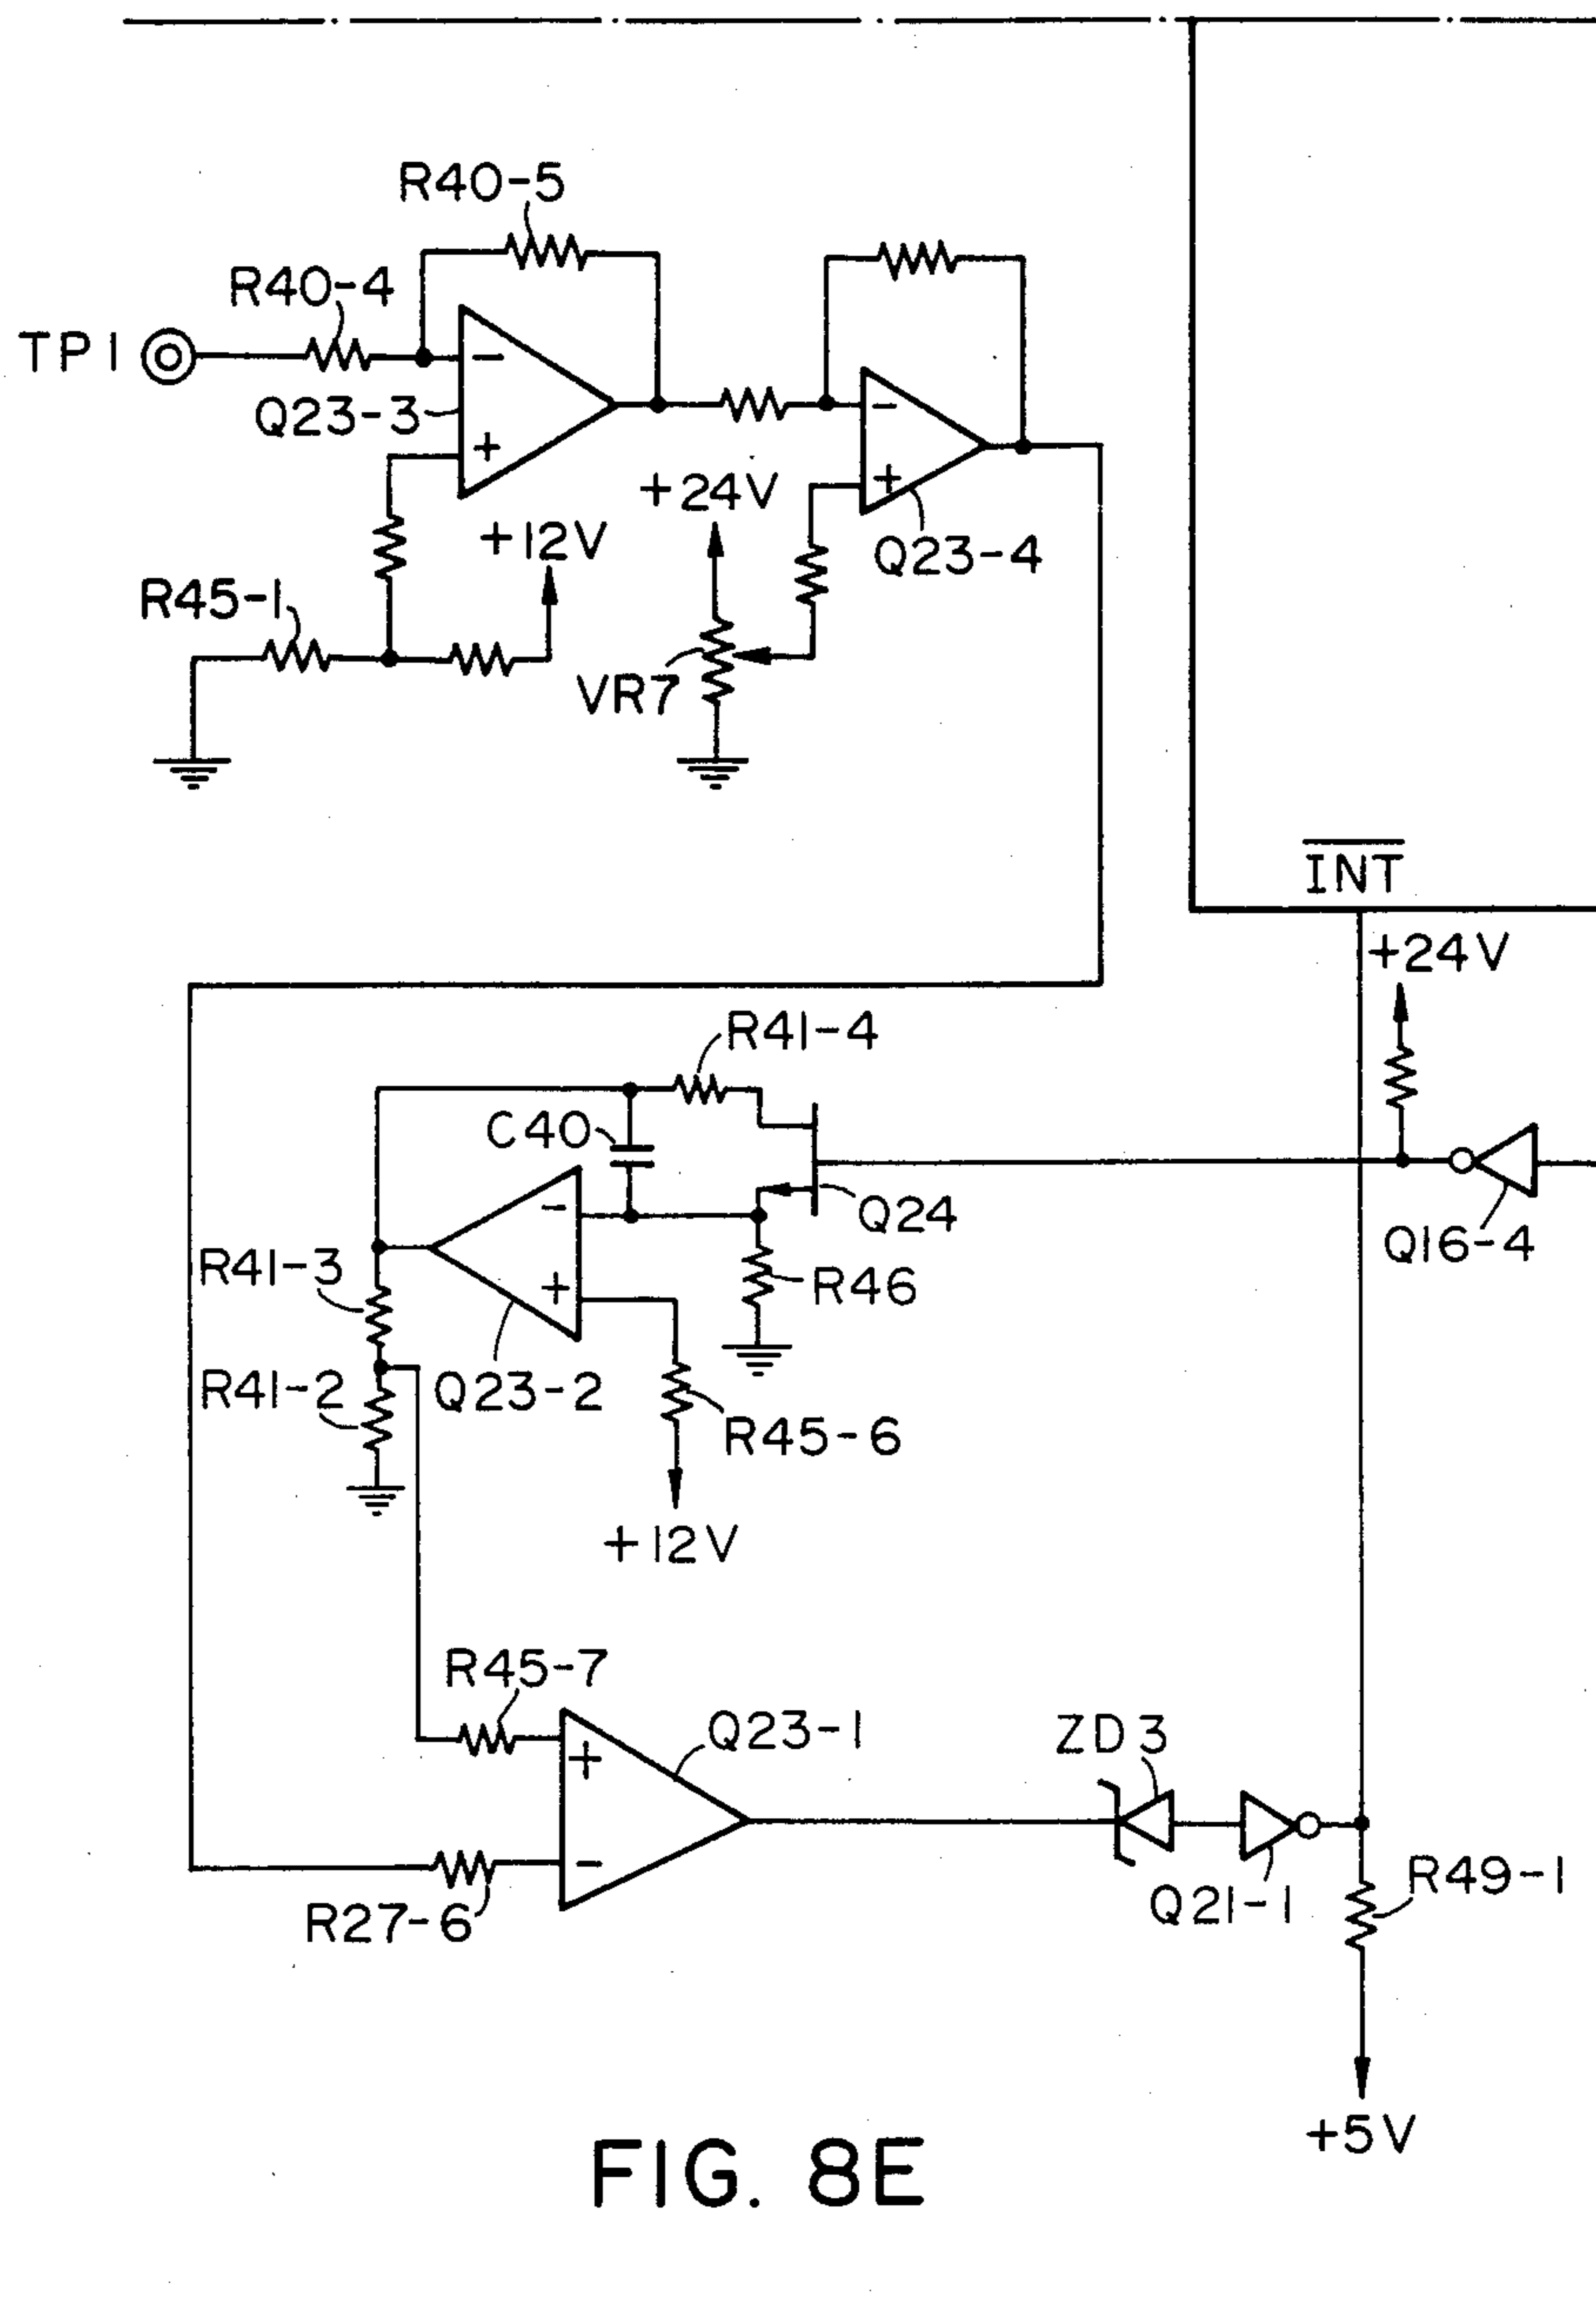 R40-5
R40-4
TP1
Q23-3
-
+
-
+
+24V
Q23-4
+12V
R45-1
VR7
INT
+24V
R41-4
C40
-
+
Q24
Q16-4
R41-3
R46
R41-2
Q23-2
R45-6
+12V
R45-7
Q23-1
ZD3
+
-
R27-6
Q21-1
R49-1
+5V
FIG. 8E